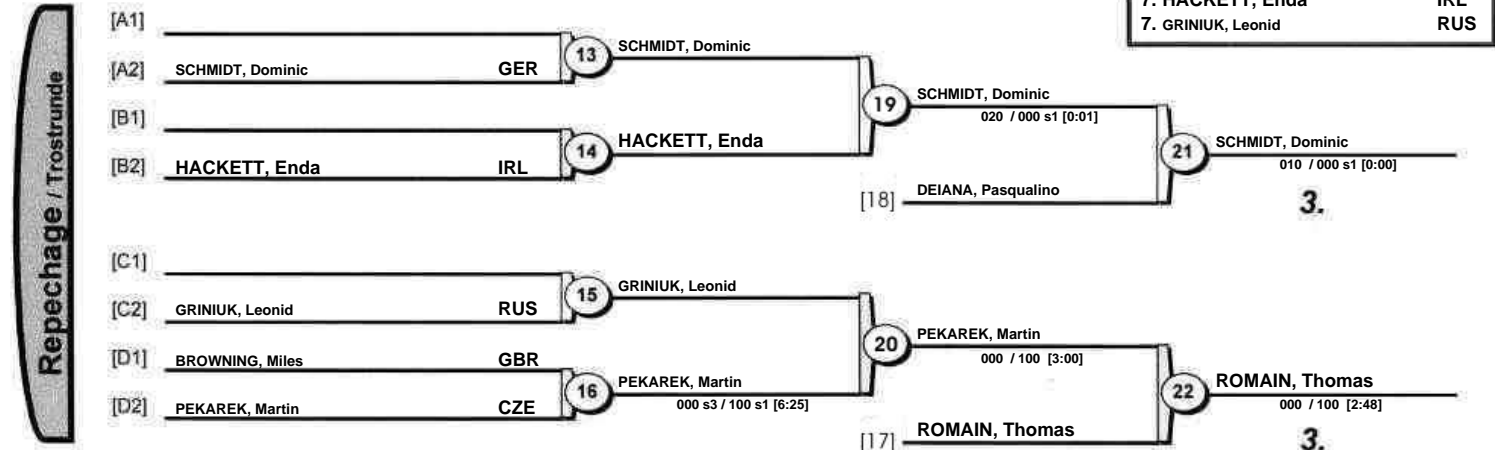 7. HACKETT, Enda IRL
7. GRINIUK, Leonid RUS
Repechage / Trostrunde
[A1]
[A2] SCHMIDT, Dominic GER
13 SCHMIDT, Dominic
[B1]
[B2] HACKETT, Enda IRL
14 HACKETT, Enda
19 SCHMIDT, Dominic
020 / 000 s1 [0:01]
[18] DEIANA, Pasqualino
21 SCHMIDT, Dominic
010 / 000 s1 [0:00]
3.
[C1]
[C2] GRINIUK, Leonid RUS
15 GRINIUK, Leonid
[D1] BROWNING, Miles GBR
[D2] PEKAREK, Martin CZE
16 PEKAREK, Martin
000 s3 / 100 s1 [6:25]
20 PEKAREK, Martin
000 / 100 [3:00]
[17] ROMAIN, Thomas
22 ROMAIN, Thomas
000 / 100 [2:48]
3.